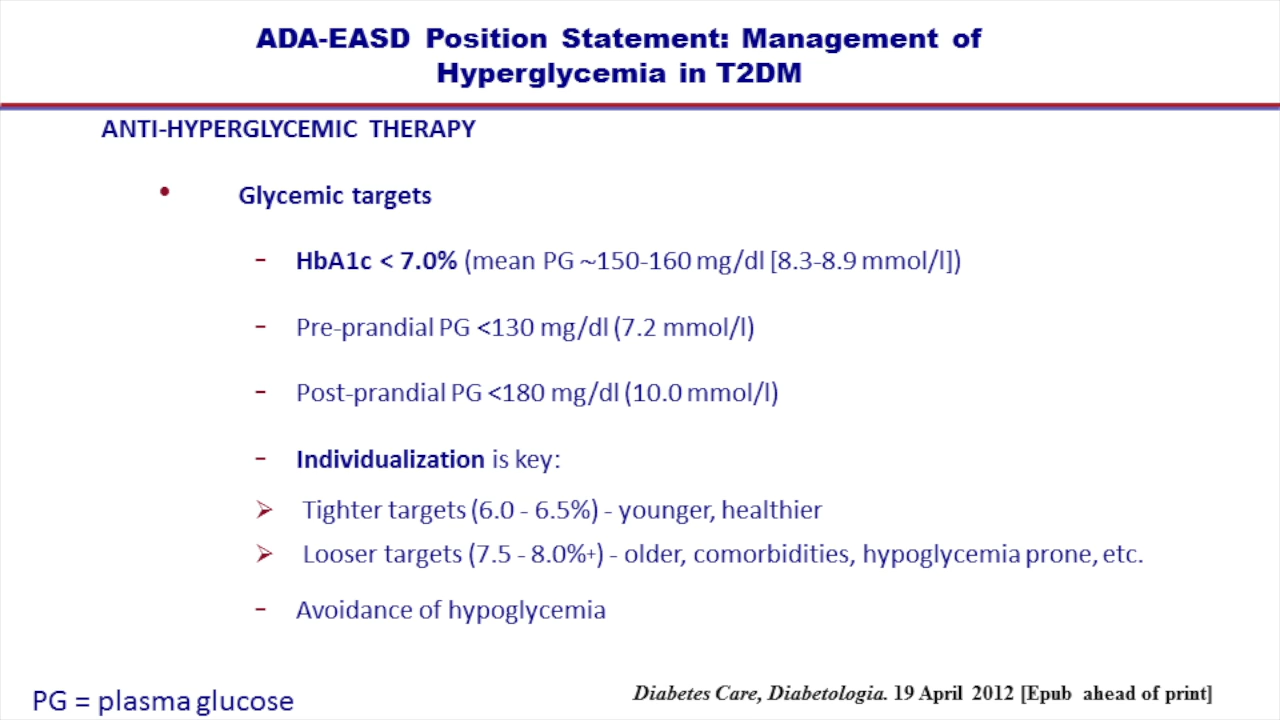 ADA-EASD Position Statement: Management of
Hyperglycemia in T2DM
ANTI-HYPERGLYCEMIC THERAPY
• Glycemic targets
- HbA1c < 7.0% (mean PG ~150-160 mg/dl [8.3-8.9 mmol/l])
- Pre-prandial PG <130 mg/dl (7.2 mmol/l)
- Post-prandial PG <180 mg/dl (10.0 mmol/l)
- Individualization is key:
➢ Tighter targets (6.0 - 6.5%) - younger, healthier
➢ Looser targets (7.5 - 8.0%+) - older, comorbidities, hypoglycemia prone, etc.
- Avoidance of hypoglycemia
PG = plasma glucose
Diabetes Care, Diabetologia. 19 April 2012 [Epub ahead of print]